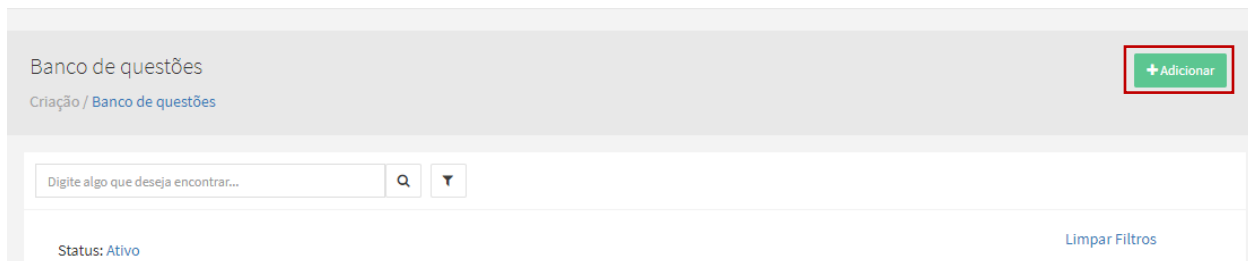 Banco de questões
+ Adicionar
Criação / Banco de questões
Digite algo que deseja encontrar...
Limpar Filtros
Status: Ativo